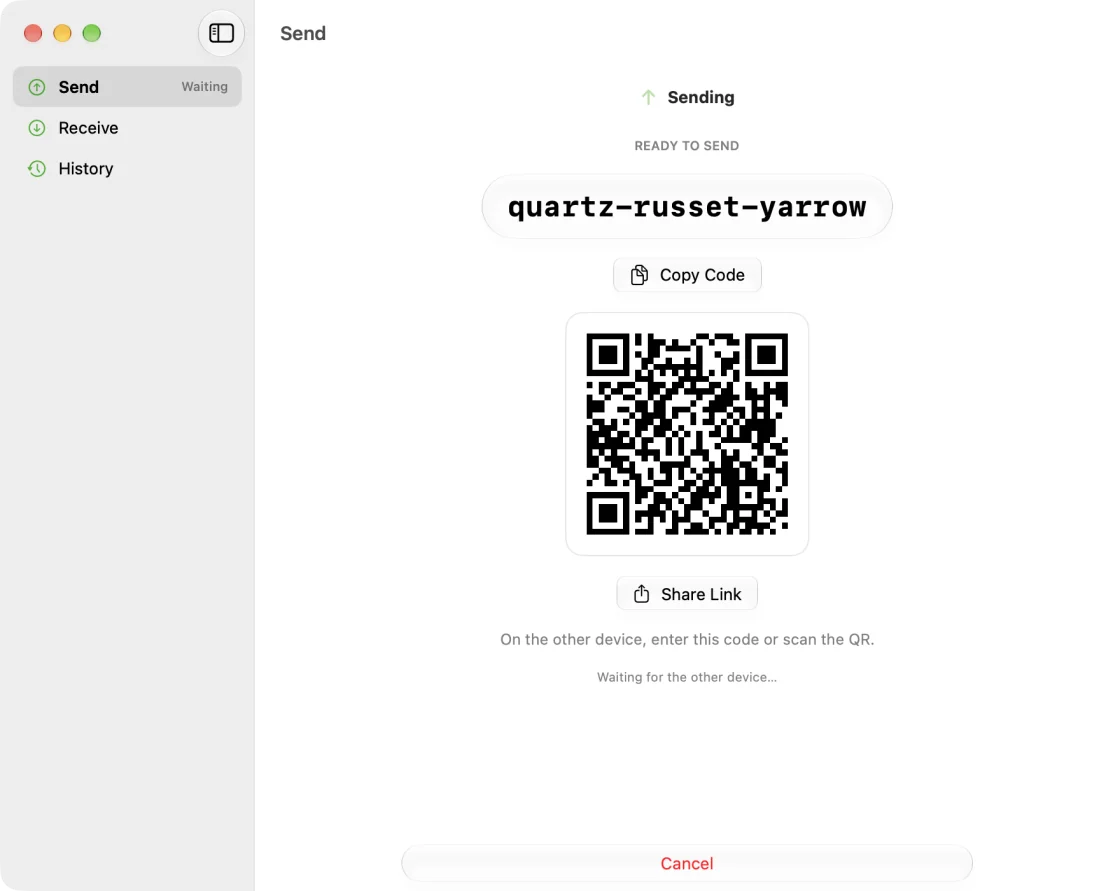 Send
Send Waiting
Receive
History
Sending
READY TO SEND
quartz-russet-yarrow
Copy Code
Share Link
On the other device, enter this code or scan the QR.
Waiting for the other device…
Cancel